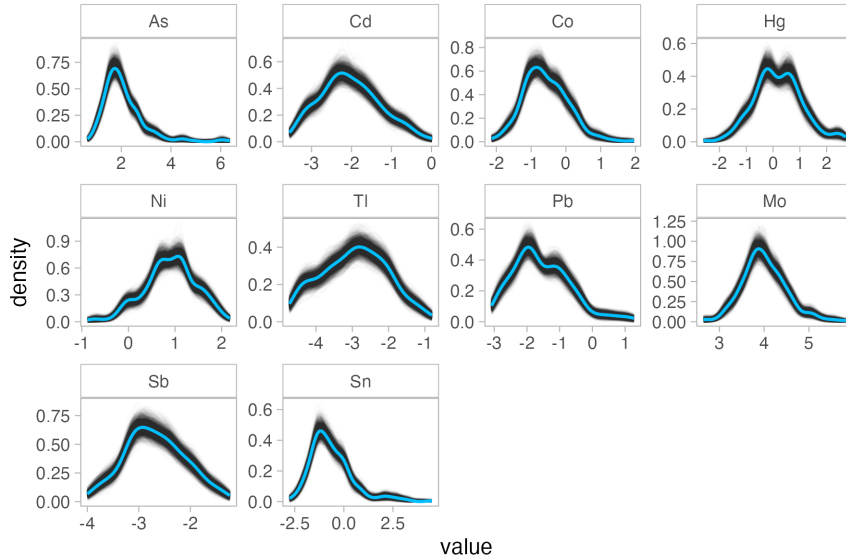 As Cd Co Hg
0.75 0.6 0.8 0.6
0.50 0.4 0.6 0.4
0.25 0.2 0.4 0.2
0.00 0.0 0.2 0.0
0.0
2 4 6 -3 -2 -1 0 -2 -1 0 1 2 -2 -1 0 1 2
Ni Tl Pb Mo
0.9 0.4 0.6 1.25
0.6 0.2 0.4 1.00
0.3 0.0 0.2 0.75
0.0 0.0 0.50
0.25
0.00
-1 0 1 2 -4 -3 -2 -1 -3 -2 -1 0 1 3 4 5
Sb Sn
0.75 0.6
0.50 0.4
0.25 0.2
0.00 0.0
-4 -3 -2 -2.5 0.0 2.5
density
value